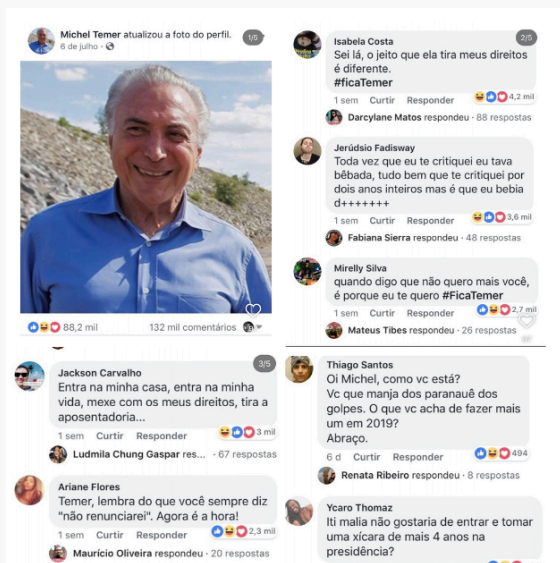 Michel Temer atualizou a foto do perfil.
6 de julho ·
1/5
88,2 mil
132 mil comentários
2/5
Isabela Costa
Sei lá, o jeito que ela tira meus direitos
é diferente.
#ficaTemer
1 sem Curtir Responder 4,2 mil
Darcylane Matos respondeu · 88 respostas
Jerúdsio Fadisway
Toda vez que eu te critiquei eu tava
bêbada, tudo bem que te critiquei por
dois anos inteiros mas é que eu bebia
d+++++++
1 sem Curtir Responder 3,6 mil
Fabiana Sierra respondeu · 48 respostas
Mirelly Silva
quando digo que não quero mais você,
é porque eu te quero #FicaTemer
1 sem Curtir Responder 2,7 mil
Mateus Tibes respondeu · 26 respostas
3/5
Jackson Carvalho
Entra na minha casa, entra na minha
vida, mexe com os meus direitos, tira a
aposentadoria...
1 sem Curtir Responder 3 mil
Ludmila Chung Gaspar res... · 67 respostas
Ariane Flores
Temer, lembra do que você sempre diz
"não renunciarei". Agora é a hora!
1 sem Curtir Responder 2,3 mil
Maurício Oliveira respondeu · 20 respostas
Thiago Santos
Oi Michel, como vc está?
Vc que manja dos paranauê dos
golpes. O que vc acha de fazer mais
um em 2019?
Abraço.
6 d Curtir Responder 494
Renata Ribeiro respondeu · 8 respostas
Ycaro Thomaz
Iti malia não gostaria de entrar e tomar
uma xícara de mais 4 anos na
presidência?